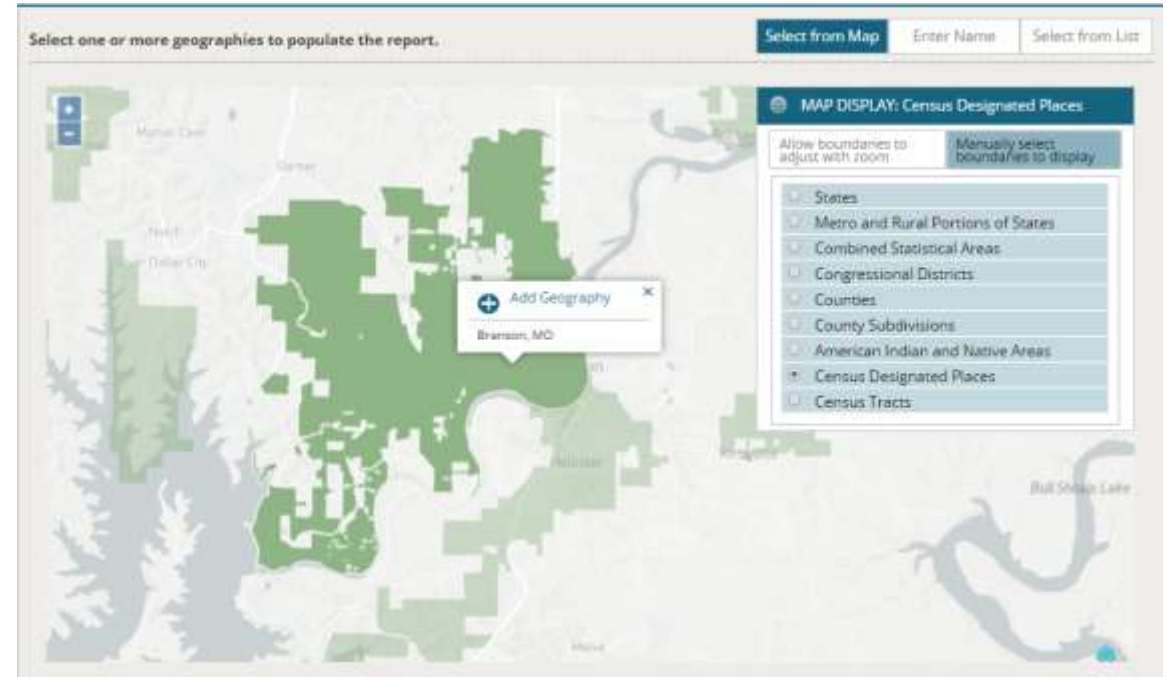 Select one or more geographies to populate the report.
Select from Map
Enter Name
Select from List
MAP DISPLAY: Census Designated Places
Allow boundaries to
adjust with zoom
Manually select
boundaries to display
States
Metro and Rural Portions of States
Combined Statistical Areas
Congressional Districts
Counties
County Subdivisions
American Indian and Native Areas
Census Designated Places
Census Tracts
+
-
Garner
Dollar City
Add Geography
×
Branson, MO
Hollister
Bull Shoals Lake